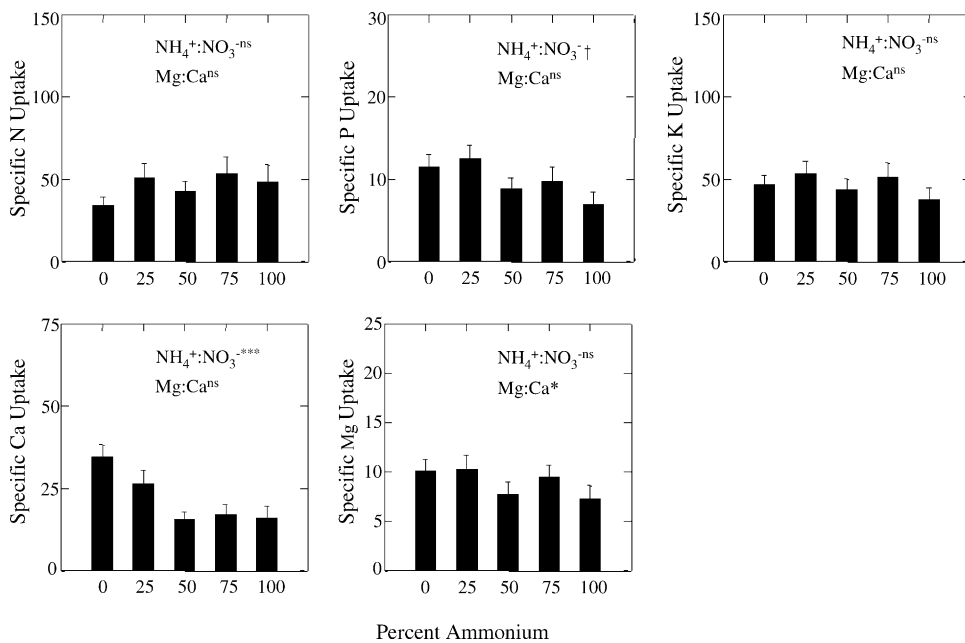 150
100
50
0
Specific N Uptake
NH₄⁺:NO₃⁻ⁿˢ
Mg:Caⁿˢ
0 25 50 75 100
30
20
10
0
Specific P Uptake
NH₄⁺:NO₃⁻†
Mg:Caⁿˢ
0 25 50 75 100
150
100
50
0
Specific K Uptake
NH₄⁺:NO₃⁻ⁿˢ
Mg:Caⁿˢ
0 25 50 75 100
75
50
25
0
Specific Ca Uptake
NH₄⁺:NO₃⁻***
Mg:Caⁿˢ
0 25 50 75 100
25
20
15
10
5
0
Specific Mg Uptake
NH₄⁺:NO₃⁻ⁿˢ
Mg:Ca*
0 25 50 75 100
Percent Ammonium